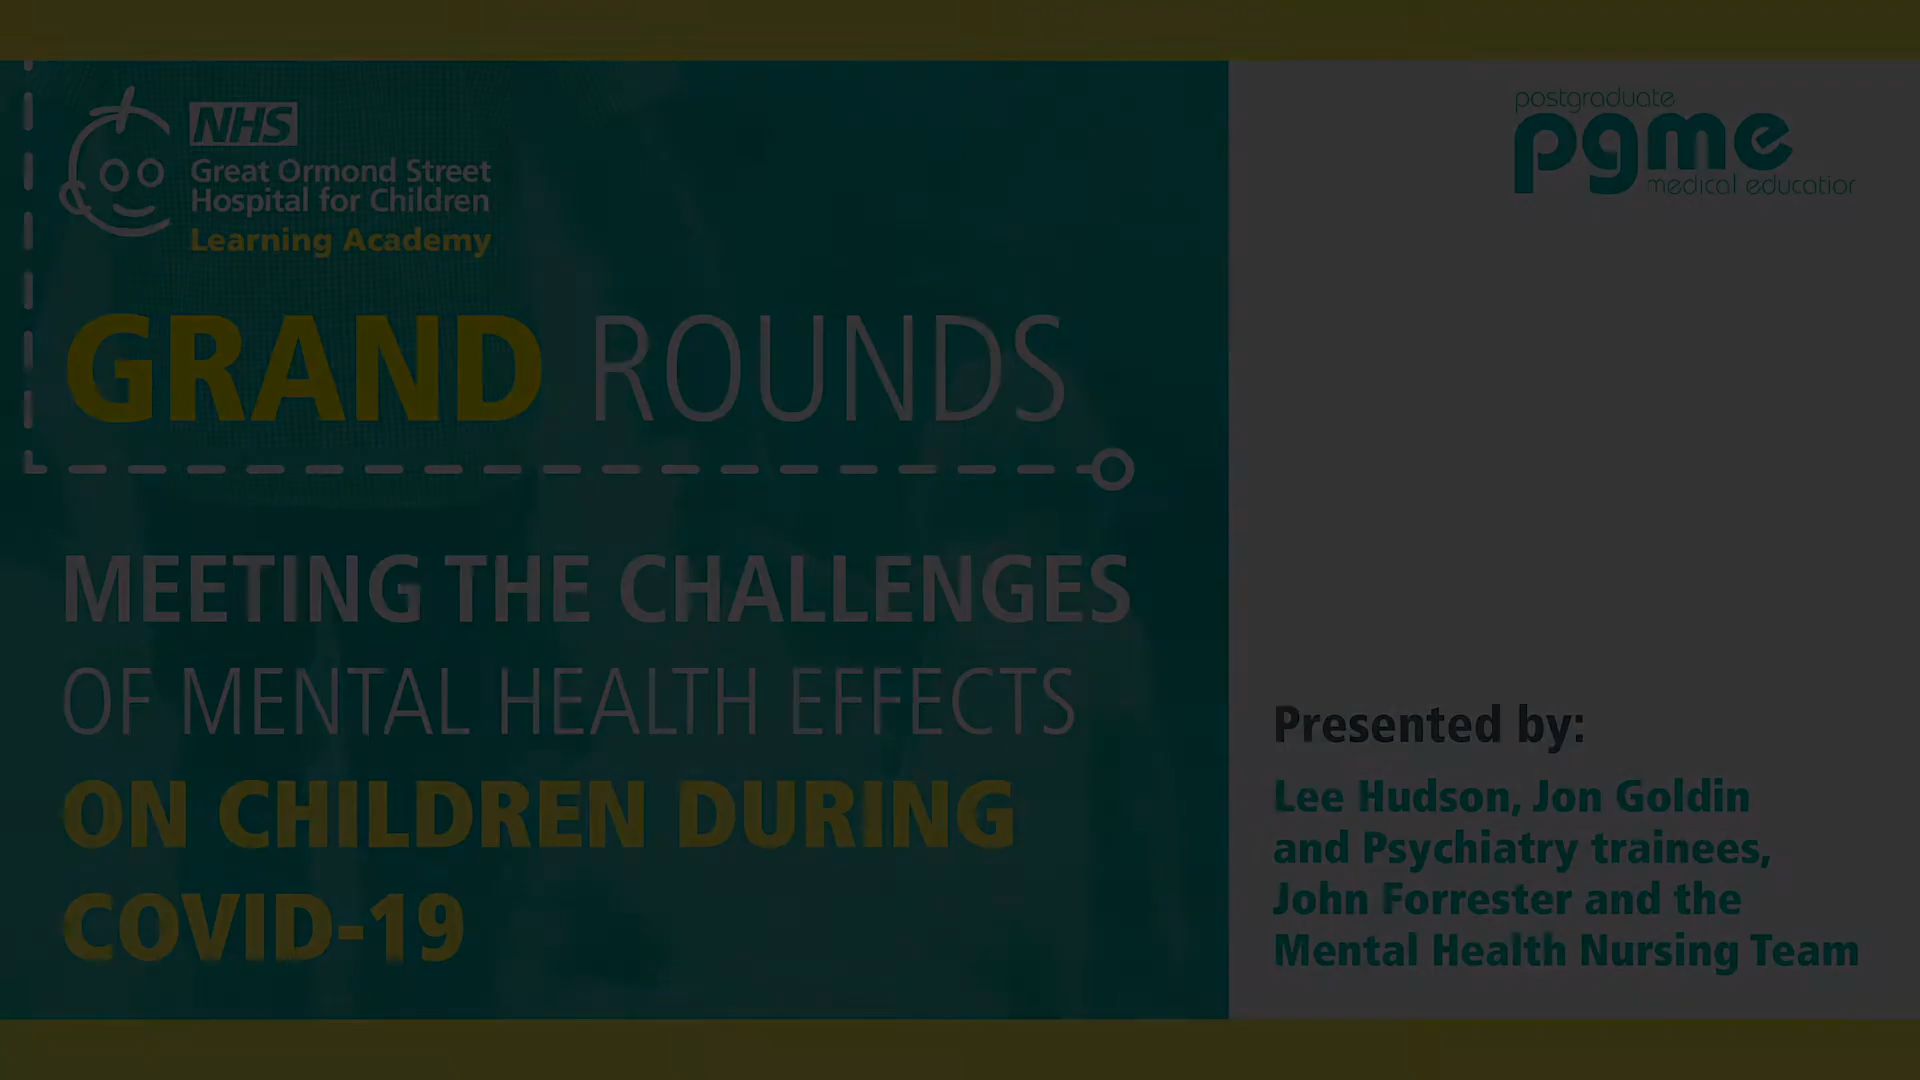 NHS
Great Ormond Street
Hospital for Children
Learning Academy
GRAND ROUNDS
MEETING THE CHALLENGES
OF MENTAL HEALTH EFFECTS
ON CHILDREN DURING
COVID-19
postgraduate
pgme
medical education
Presented by:
Lee Hudson, Jon Goldin
and Psychiatry trainees,
John Forrester and the
Mental Health Nursing Team